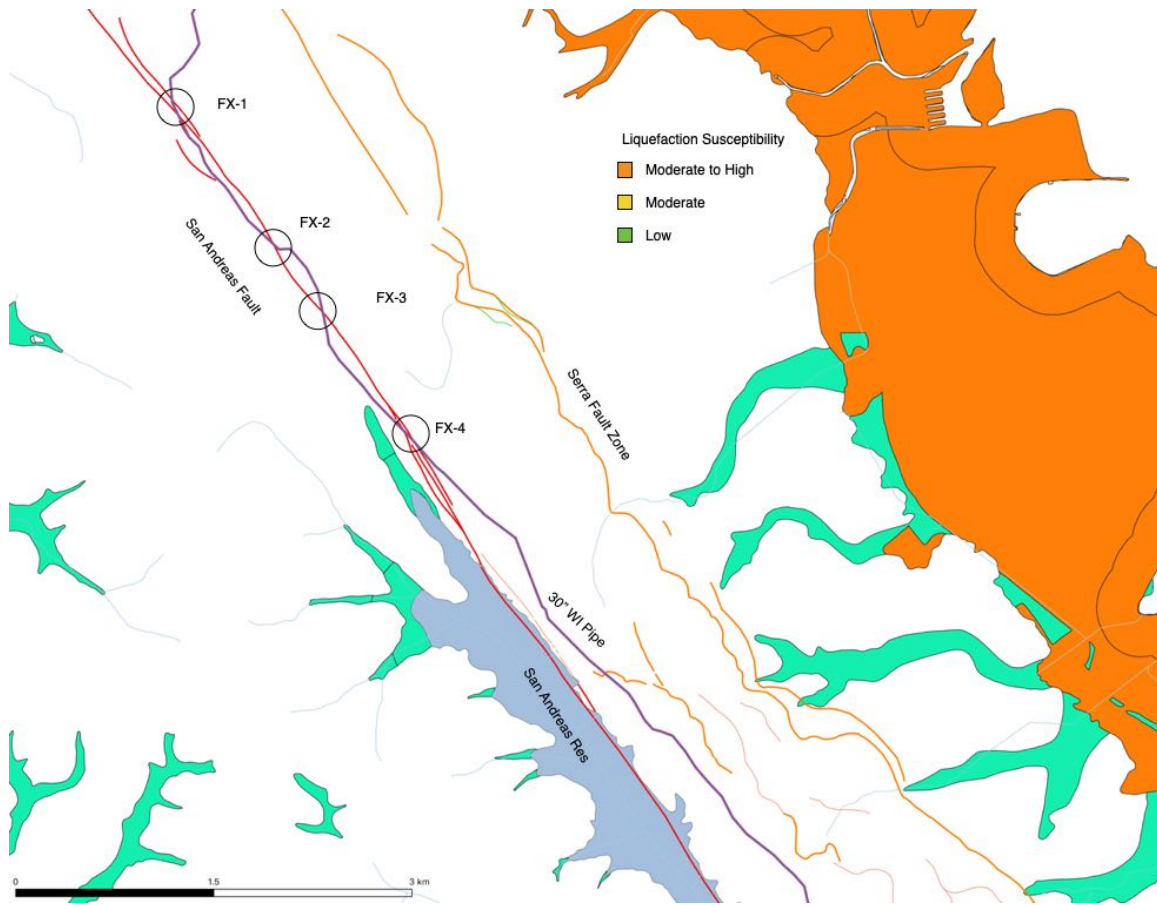 FX-1
Liquefaction Susceptibility
Moderate to High
Moderate
Low
FX-2
San Andreas Fault
FX-3
Serra Fault Zone
FX-4
30" WI Pipe
San Andreas Res
0
1.5
3 km